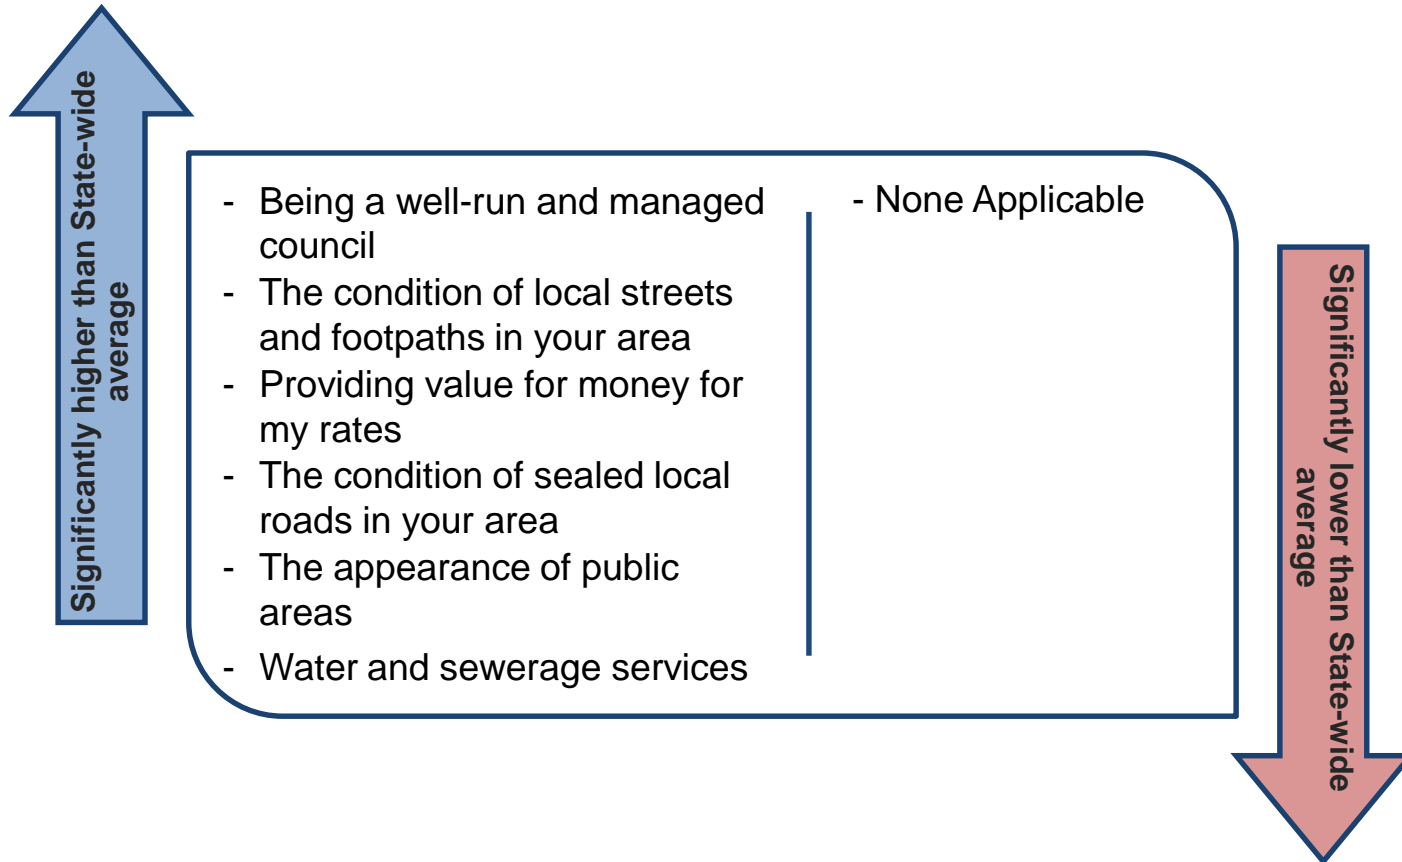 Significantly higher than State-wide
average
- Being a well-run and managed
council
- The condition of local streets
and footpaths in your area
- Providing value for money for
my rates
- The condition of sealed local
roads in your area
- The appearance of public
areas
- Water and sewerage services
- None Applicable
Significantly lower than State-wide
average